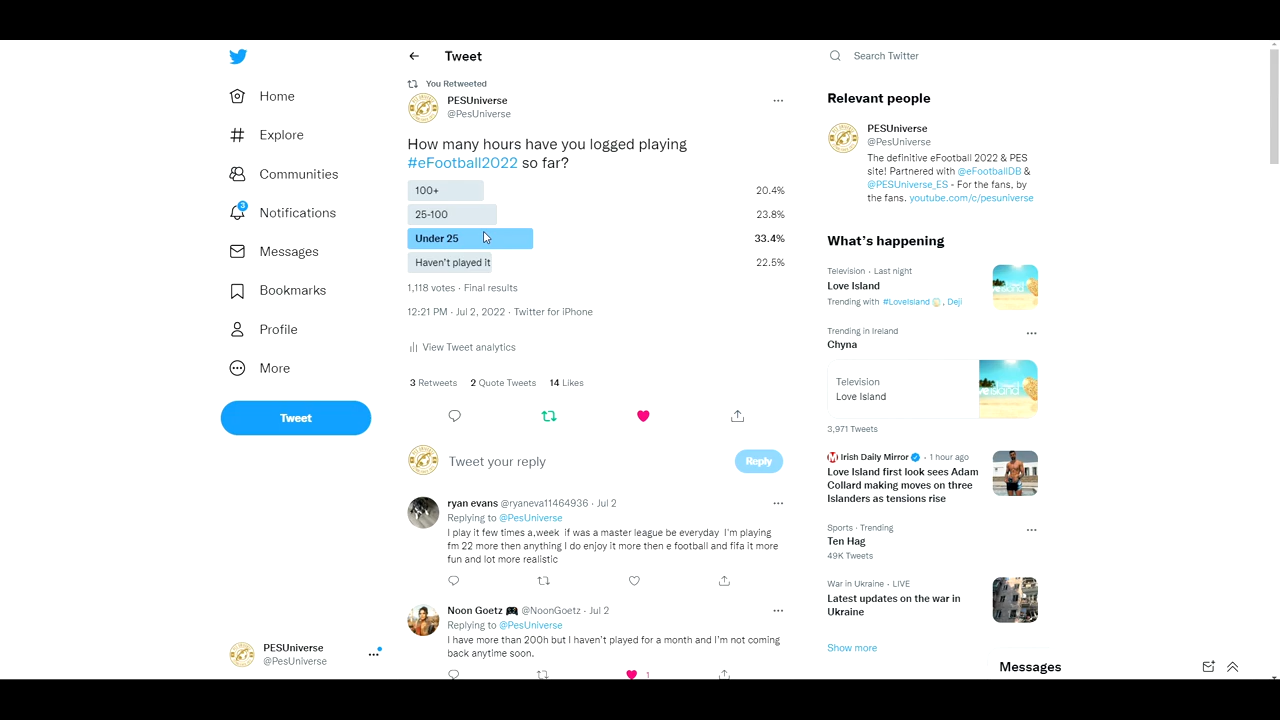 Home
Explore
Communities
3
Notifications
Messages
Bookmarks
Profile
More
Tweet
PESUniverse
@PesUniverse
Tweet
You Retweeted
PESUniverse
@PesUniverse
How many hours have you logged playing
#eFootball2022 so far?
100+ 20.4%
25-100 23.8%
Under 25 33.4%
Haven't played it 22.5%
1,118 votes · Final results
12:21 PM · Jul 2, 2022 · Twitter for iPhone
View Tweet analytics
3 Retweets 2 Quote Tweets 14 Likes
Tweet your reply
Reply
ryan evans @ryaneva11464936 · Jul 2
Replying to @PesUniverse
I play it few times a,week if was a master league be everyday I'm playing
fm 22 more then anything I do enjoy it more then e football and fifa it more
fun and lot more realistic
Noon Goetz @NoonGoetz · Jul 2
Replying to @PesUniverse
I have more than 200h but I haven't played for a month and I'm not coming
back anytime soon.
1
Search Twitter
Relevant people
PESUniverse
@PesUniverse
The definitive eFootball 2022 & PES
site! Partnered with @eFootballDB &
@PESUniverse_ES - For the fans, by
the fans. youtube.com/c/pesuniverse
What's happening
Television · Last night
Love Island
Trending with #LoveIsland , Deji
Trending in Ireland
Chyna
Television
Love Island
3,971 Tweets
Irish Daily Mirror · 1 hour ago
Love Island first look sees Adam
Collard making moves on three
Islanders as tensions rise
Sports · Trending
Ten Hag
49K Tweets
War in Ukraine · LIVE
Latest updates on the war in
Ukraine
Show more
Messages